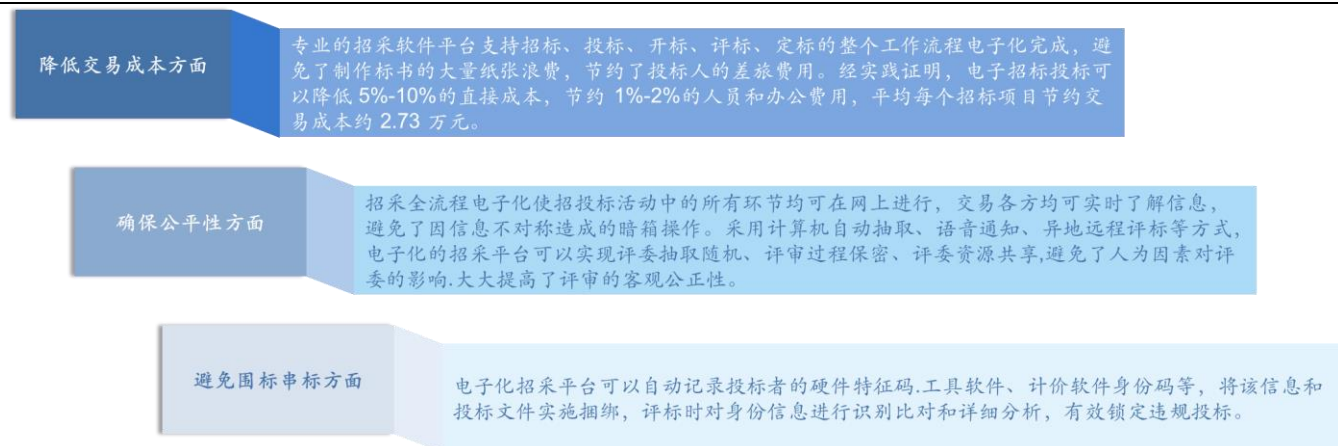 降低交易成本方面
专业的招采软件平台支持招标、投标、开标、评标、定标的整个工作流程电子化完成，避
免了制作标书的大量纸张浪费，节约了投标人的差旅费用。经实践证明，电子招标投标可
以降低 5%-10%的直接成本，节约 1%-2%的人员和办公费用，平均每个招标项目节约交
易成本约 2.73 万元。
确保公平性方面
招采全流程电子化使招投标活动中的所有环节均可在网上进行，交易各方均可实时了解信息，
避免了因信息不对称造成的暗箱操作。采用计算机自动抽取、语音通知、异地远程评标等方式，
电子化的招采平台可以实现评委抽取随机、评审过程保密、评委资源共享,避免了人为因素对评
委的影响.大大提高了评审的客观公正性。
避免围标串标方面
电子化招采平台可以自动记录投标者的硬件特征码.工具软件、计价软件身份码等，将该信息和
投标文件实施捆绑，评标时对身份信息进行识别比对和详细分析，有效锁定违规投标。